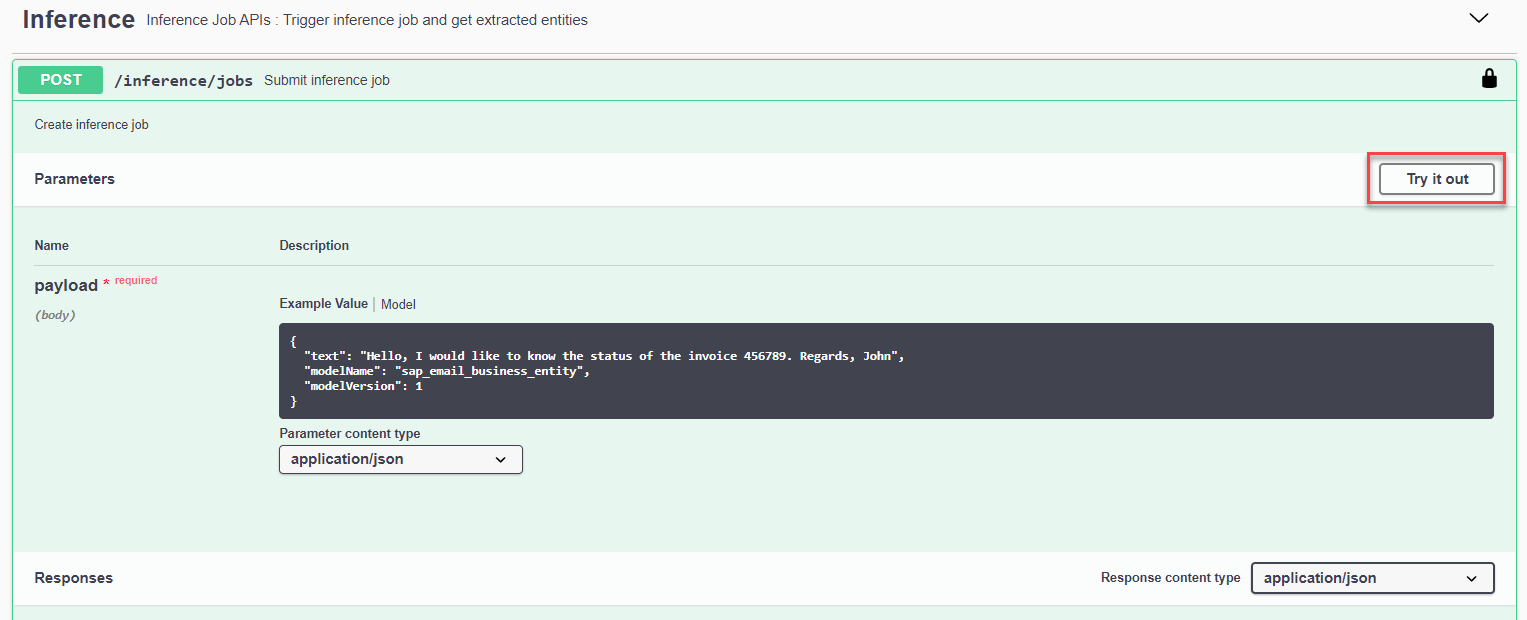 Inference Inference Job APIs : Trigger inference job and get extracted entities
POST /inference/jobs Submit inference job
Create inference job
Parameters Try it out
Name Description
payload * required
(body)
Example Value | Model
{
"text": "Hello, I would like to know the status of the invoice 456789. Regards, John",
"modelName": "sap_email_business_entity",
"modelVersion": 1
}
Parameter content type
application/json
Responses Response content type application/json